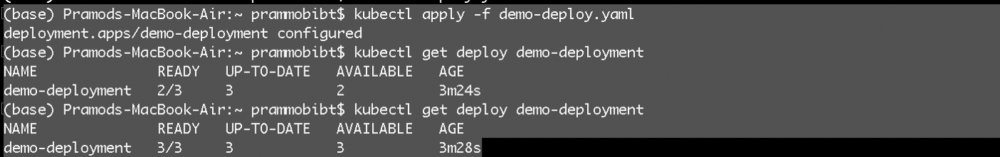 (base) Pramods-MacBook-Air:~ prammobibt$ kubectl apply -f demo-deploy.yaml
deployment.apps/demo-deployment configured
(base) Pramods-MacBook-Air:~ prammobibt$ kubectl get deploy demo-deployment
NAME READY UP-TO-DATE AVAILABLE AGE
demo-deployment 2/3 3 2 3m24s
(base) Pramods-MacBook-Air:~ prammobibt$ kubectl get deploy demo-deployment
NAME READY UP-TO-DATE AVAILABLE AGE
demo-deployment 3/3 3 3 3m28s